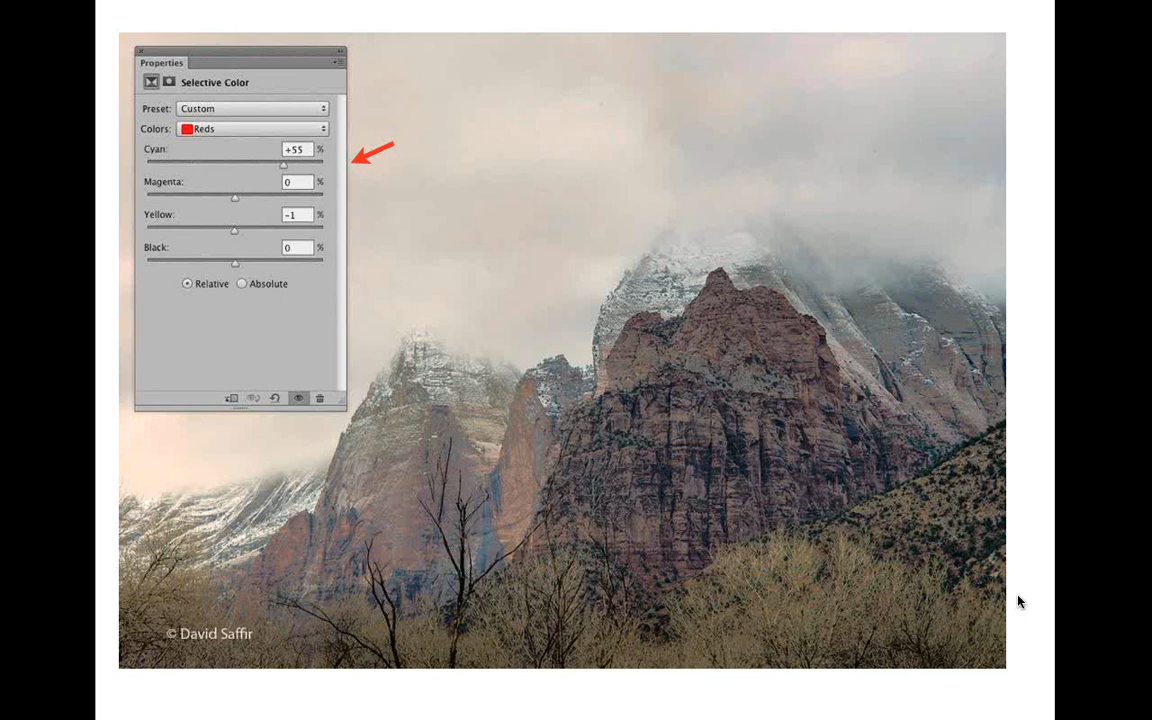 Properties
Selective Color
Preset: Custom
Colors: Reds
Cyan: +55 %
Magenta: 0 %
Yellow: -1 %
Black: 0 %
Relative Absolute
© David Saffir